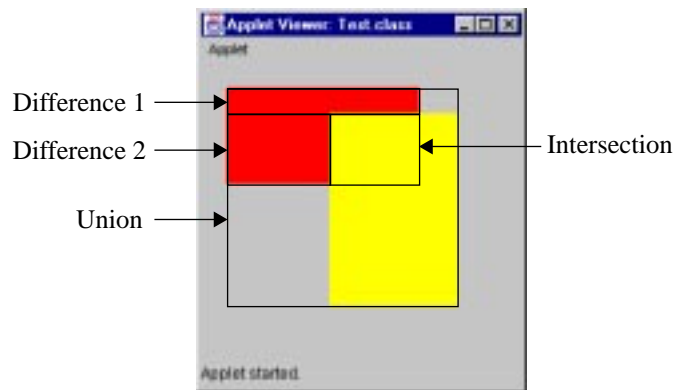 Applet Viewer: Test.class
Applet
Difference 1
Difference 2
Intersection
Union
Applet started.